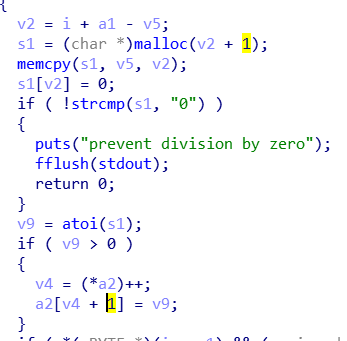 {
v2 = i + a1 - v5;
s1 = (char *)malloc(v2 + 1);
memcpy(s1, v5, v2);
s1[v2] = 0;
if ( !strcmp(s1, "0") )
{
puts("prevent division by zero");
fflush(stdout);
return 0;
}
v9 = atoi(s1);
if ( v9 > 0 )
{
v4 = (*a2)++;
a2[v4 + 1] = v9;
}